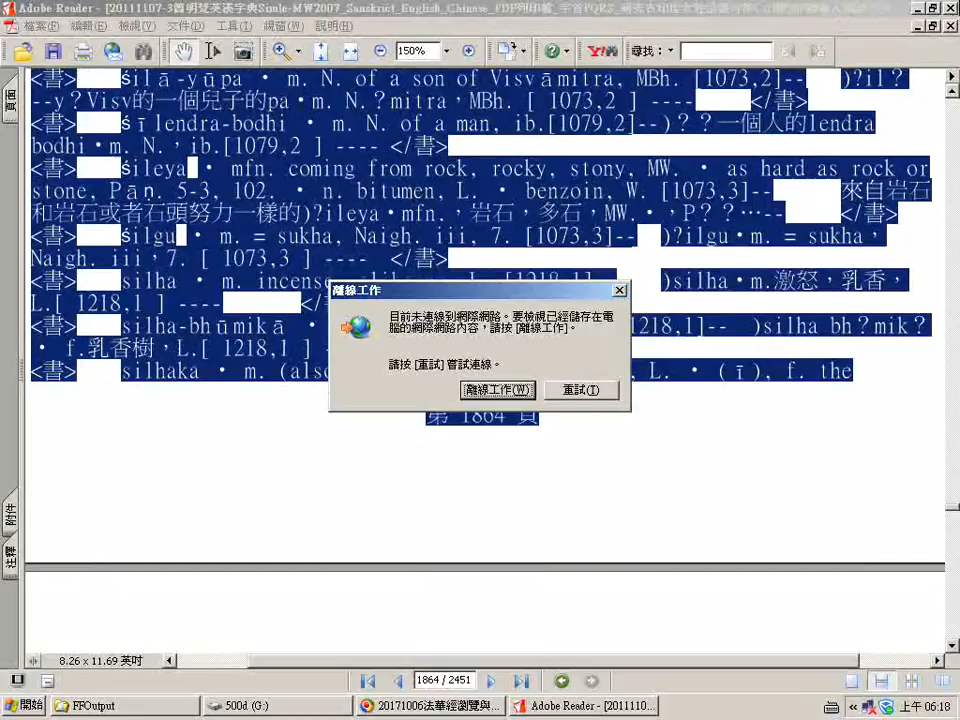 Adobe Reader
檔案(F) 編輯(E) 檢視(V) 文件(D) 工具(T) 視窗(W) 說明(H)
150% Y! 尋找：
<書> śilā-yūpa • m. N. of a son of Visvāmitra, MBh. [1073,2]-- )?il？
--y？Visv的一個兒子的pa•m. N.？mitra，MBh. [ 1073,2 ] ---- </書>
<書> śīlendra-bodhi • m. N. of a man, ib.[1079,2]--)？？一個人的lendra
bodhi•m. N.，ib.[1079,2 ] ---- </書>
<書> śileya • mfn. coming from rock, rocky, stony, MW. • as hard as rock or
stone, Pāṇ. 5-3, 102. • n. bitumen, L. • benzoin, W. [1073,3]-- 來自岩石
和岩石或者石頭努力一樣的)?ileya•mfn.，岩石，多石，MW.•，P？？…-- </書>
<書> śilgu • m. = sukha, Naigh. iii, 7. [1073,3]-- )?ilgu•m. = sukha，
Naigh. iii，7. [ 1073,3 ] ---- </書>
<書> silha • m. incense, [1218,1]-- )silha•m.激怒，乳香，
L.[ 1218,1 ] ----
<書> silha-bhūmikā • 1218,1]-- )silha bh？mik？
• f.乳香樹，L.[ 1218,1 ]
<書> silhaka • m. (also L. • (ī), f. the
第 1864 頁
離線工作
目前未連線到網際網路。要檢視已經儲存在電
腦的網際網路內容，請按 [離線工作]。
請按 [重試] 嘗試連線。
離線工作(W) 重試(T)
頁面
附件
注釋
8.26 x 11.69 英吋
1864 / 2451
開始 FFOutput 500d (G:) 20171006法華經瀏覽與... Adobe Reader - [2011110... 上午 06:18